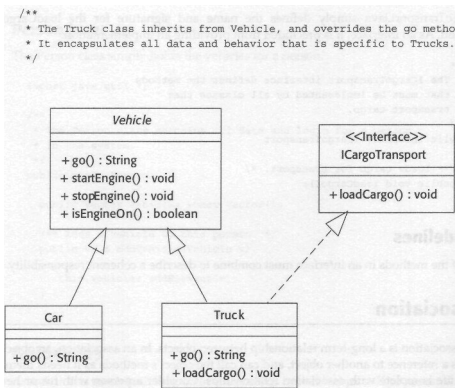 /**
* The Truck class inherits from Vehicle, and overrides the go metho
* It encapsulates all data and behavior that is specific to Trucks.
*/
Vehicle
+ go() : String
+ startEngine() : void
+ stopEngine() : void
+ isEngineOn() : boolean
<<Interface>>
ICargoTransport
+ loadCargo() : void
Car
+ go() : String
Truck
+ go() : String
+ loadCargo() : void